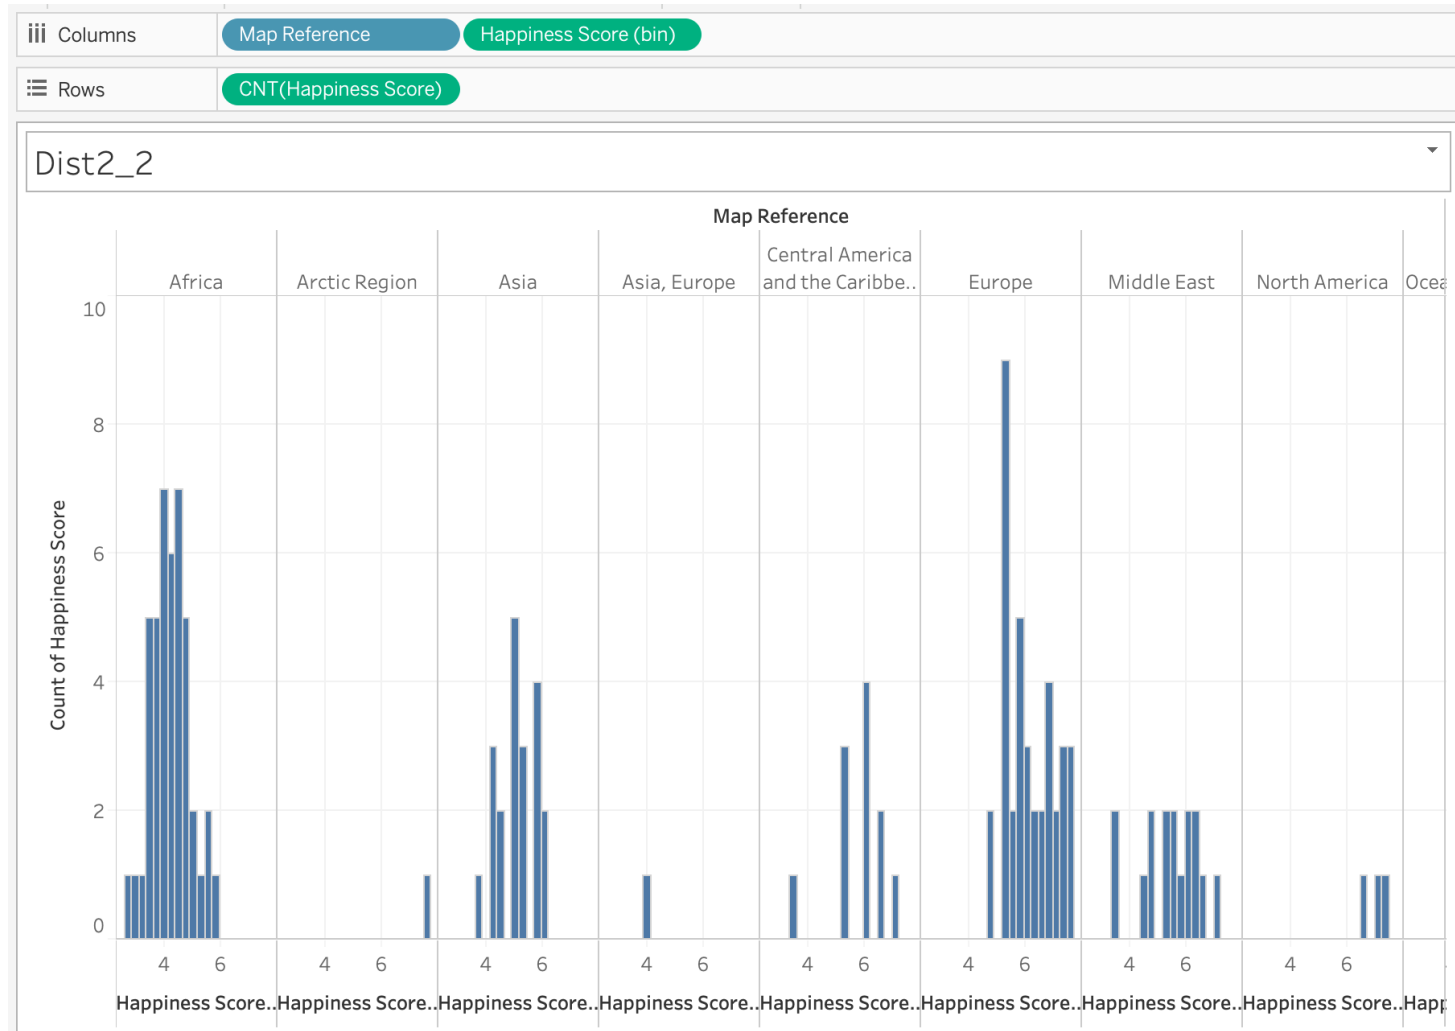 Columns
Map Reference
Happiness Score (bin)
Rows
CNT(Happiness Score)
Dist2_2
Map Reference
Africa
Arctic Region
Asia
Asia, Europe
Central America
and the Caribbe..
Europe
Middle East
North America
Ocea
Count of Happiness Score
10
8
6
4
2
0
4 6 4 6 4 6 4 6 4 6 4 6 4 6 4 6
Happiness Score.. Happiness Score.. Happiness Score.. Happiness Score.. Happiness Score.. Happiness Score.. Happiness Score.. Happiness Score.. Happ